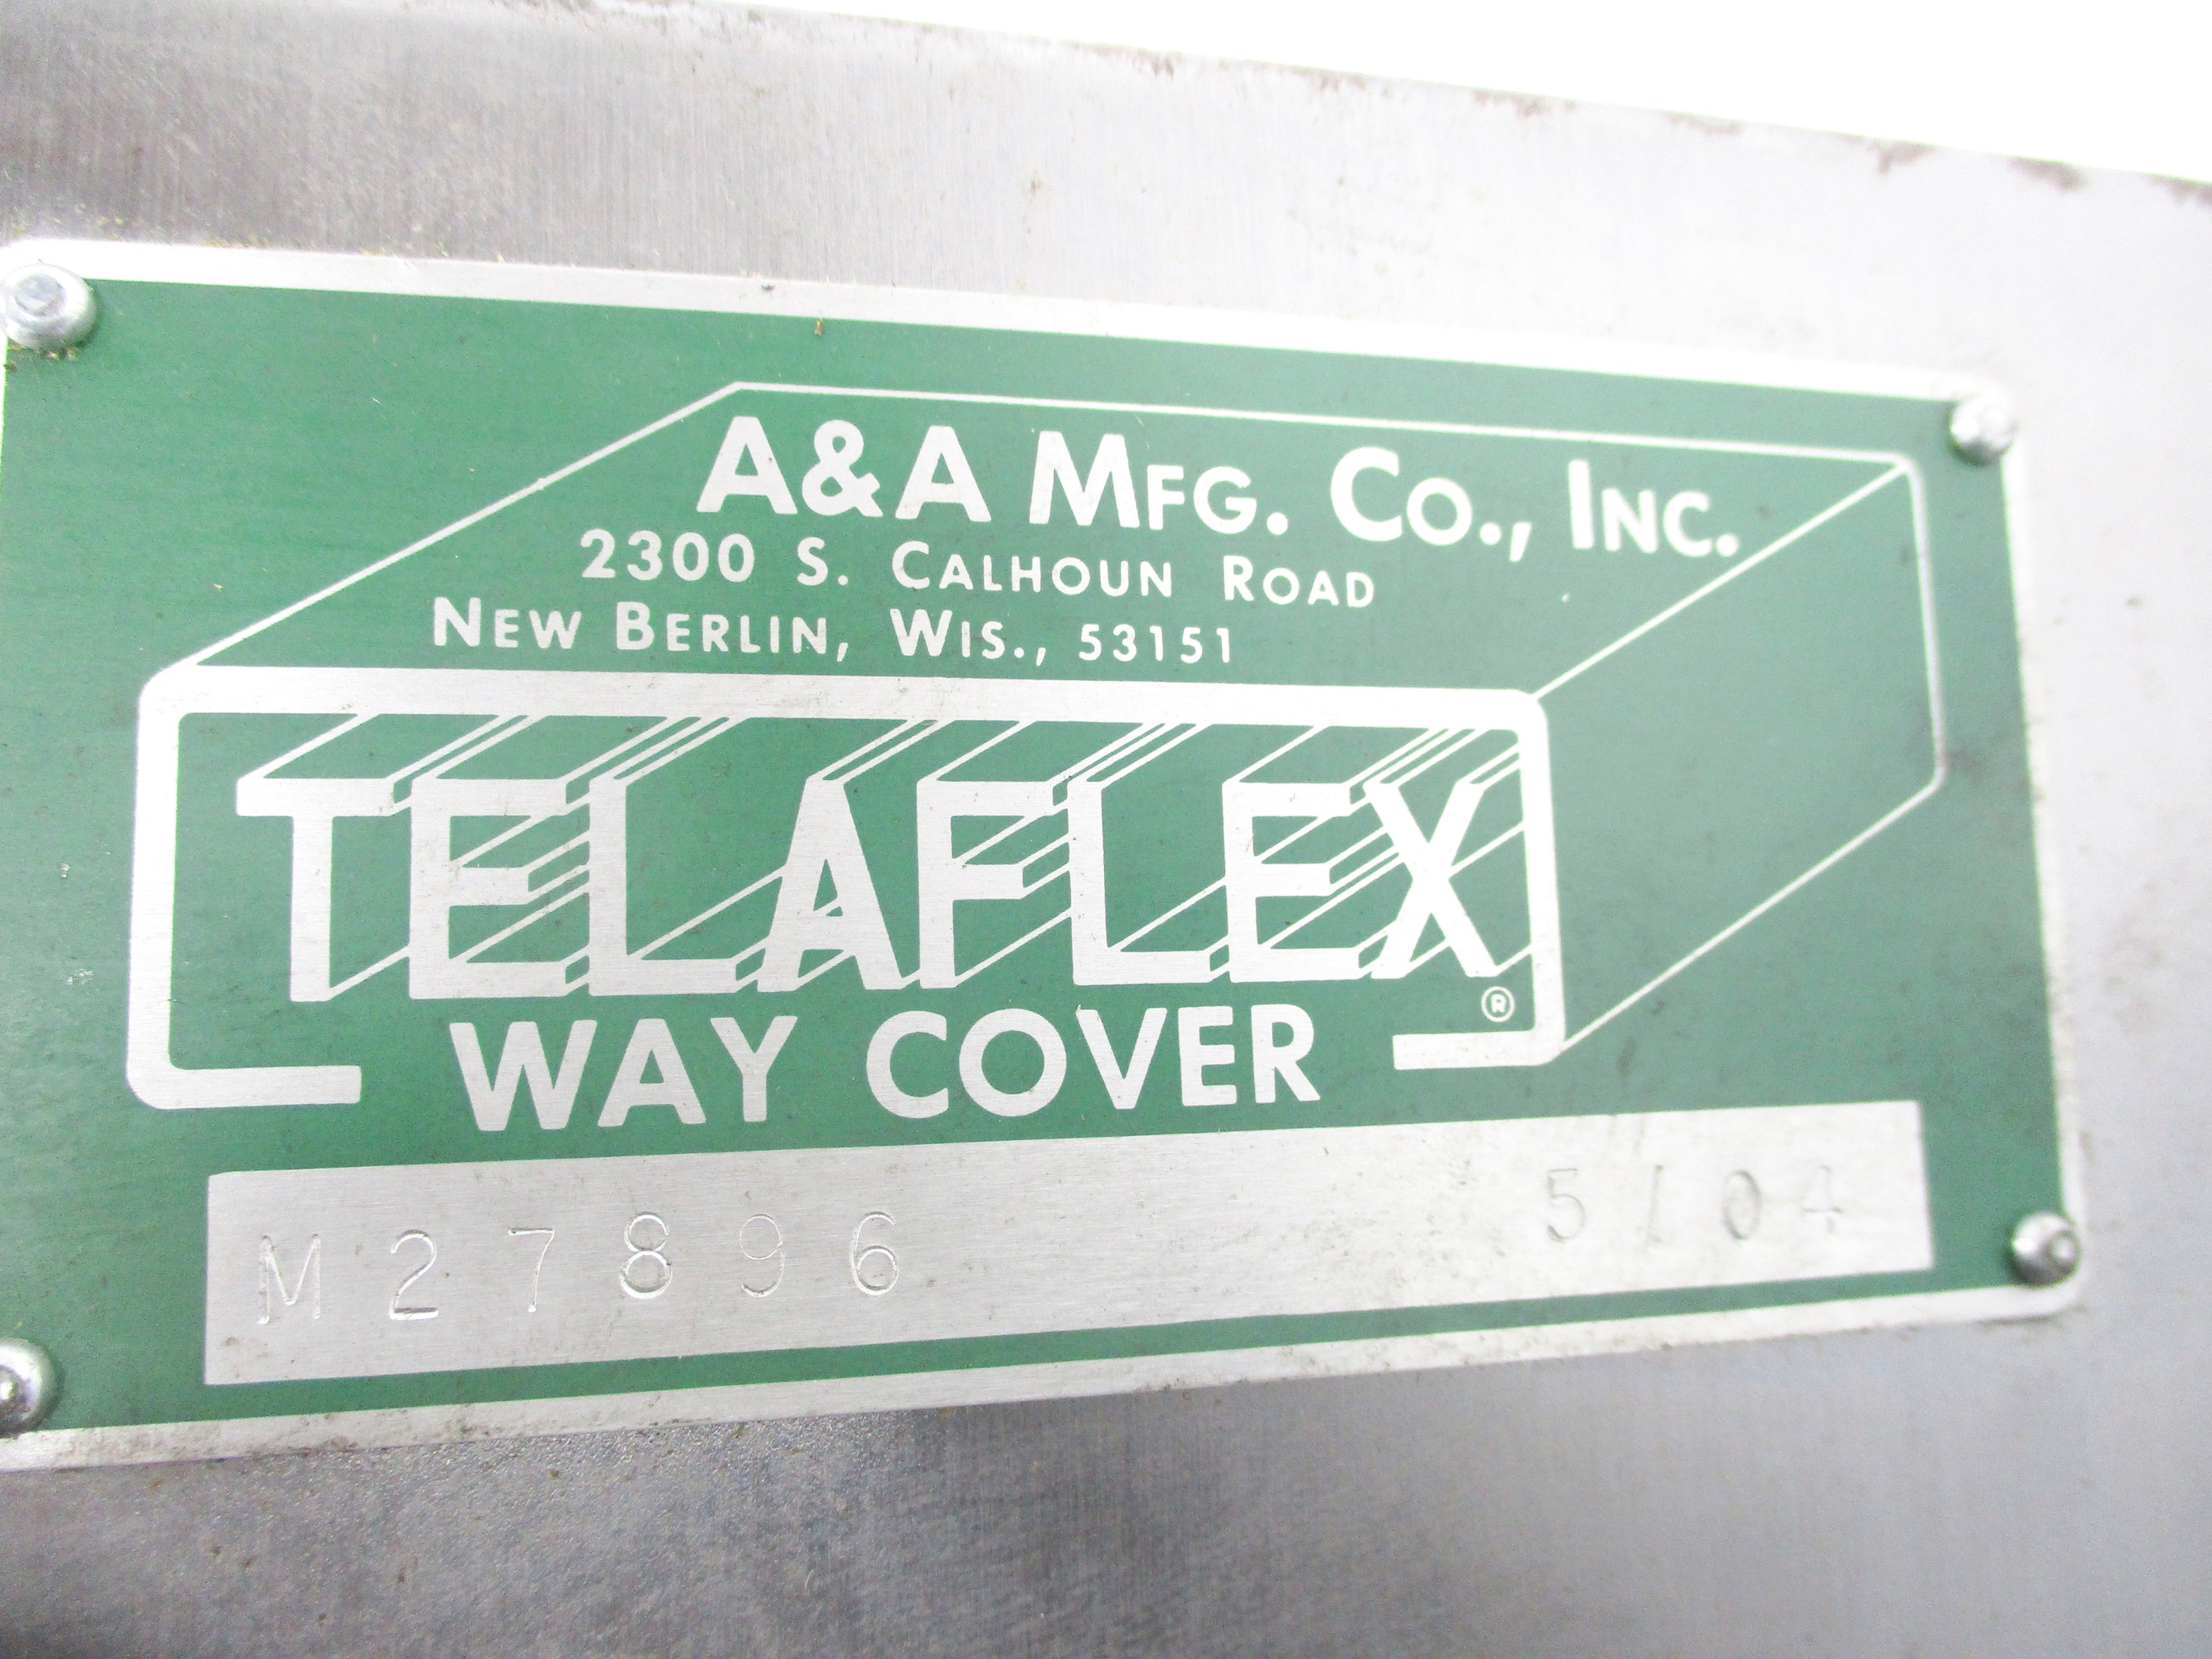 A&A MFG. CO., INC.
2300 S. CALHOUN ROAD
NEW BERLIN, WIS., 53151
TELAFLEX ®
WAY COVER
M27896 5/04